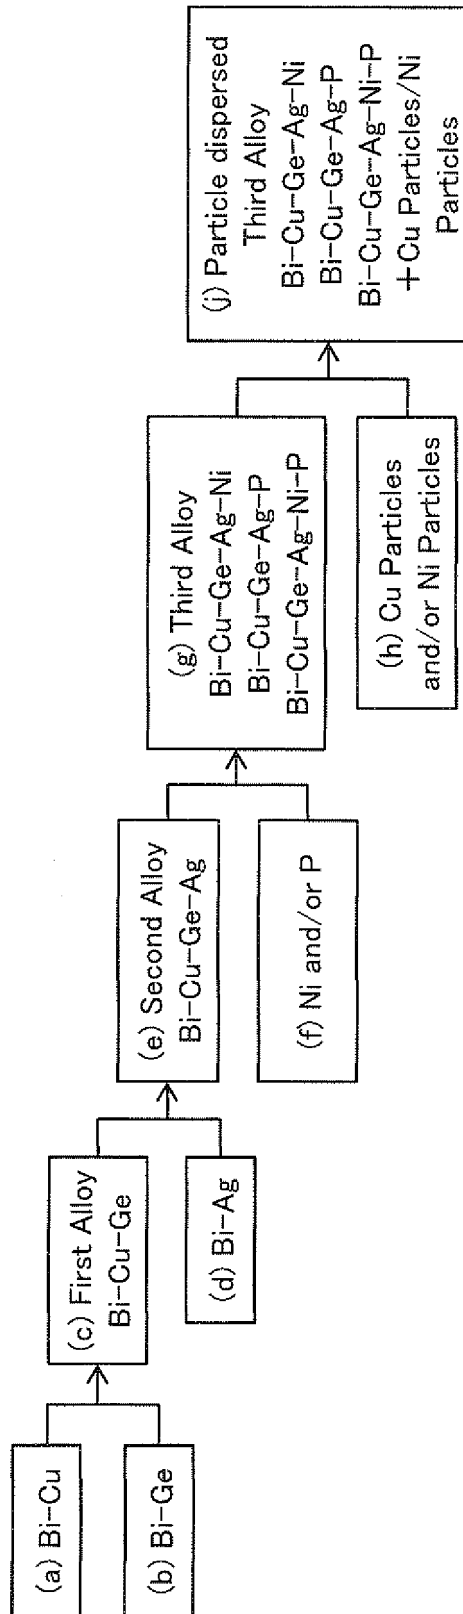 (a) Bi-Cu
(b) Bi-Ge
(c) First Alloy
Bi-Cu-Ge
(d) Bi-Ag
(e) Second Alloy
Bi-Cu-Ge-Ag
(f) Ni and/or P
(g) Third Alloy
Bi-Cu-Ge-Ag-Ni
Bi-Cu-Ge-Ag-P
Bi-Cu-Ge-Ag-Ni-P
(h) Cu Particles
and/or Ni Particles
(j) Particle dispersed
Third Alloy
Bi-Cu-Ge-Ag-Ni
Bi-Cu-Ge-Ag-P
Bi-Cu-Ge-Ag-Ni-P
+Cu Particles/Ni
Particles